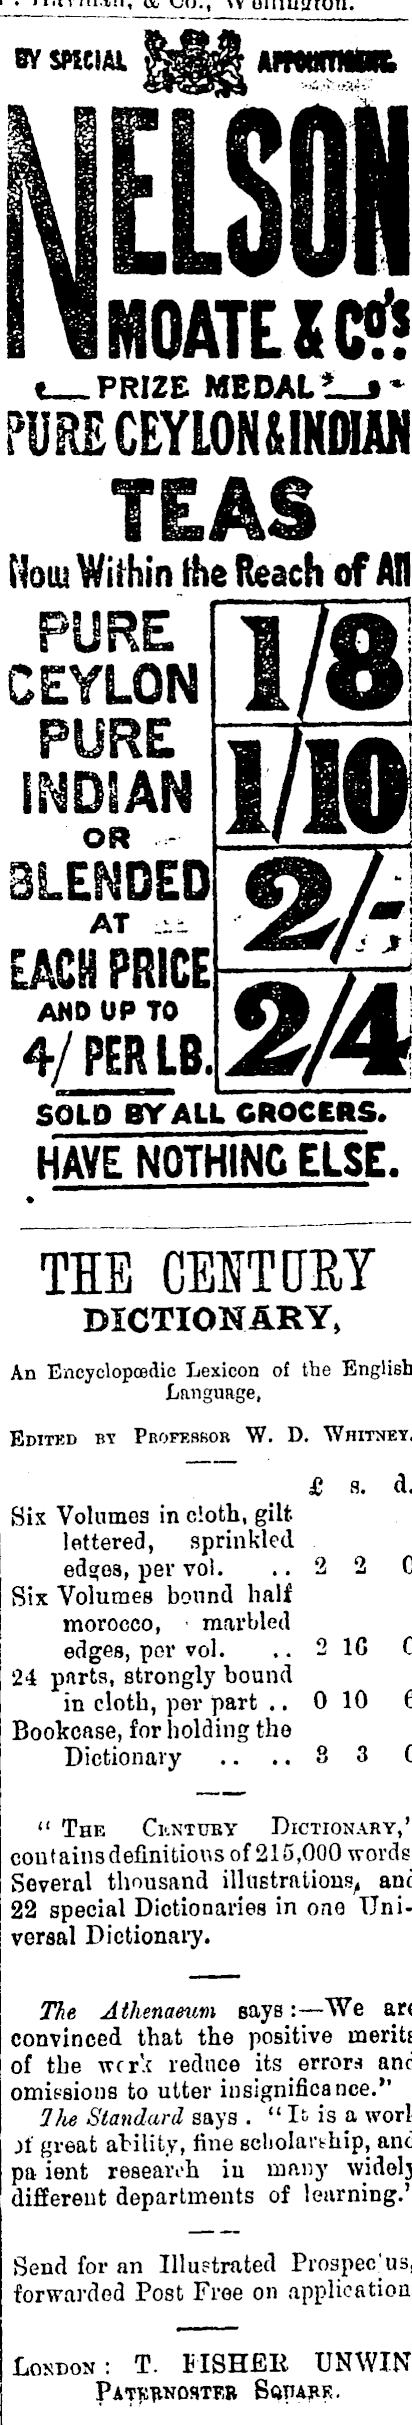 & Co., Wellington.
BY SPECIAL APPOINTMENT.
NELSON
MOATE & Co's.
PRIZE MEDAL
PURE CEYLON & INDIAN
TEAS
Now Within the Reach of All
PURE
CEYLON
1/8
PURE
INDIAN
1/10
OR
BLENDED
AT
2/-
EACH PRICE
AND UP TO
4/ PER LB.
2/4
SOLD BY ALL GROCERS.
HAVE NOTHING ELSE.
THE CENTURY
DICTIONARY,
An Encyclopœdic Lexicon of the English
Language,
EDITED BY PROFESSOR W. D. WHITNEY.
£ s. d.
Six Volumes in cloth, gilt
lettered, sprinkled
edges, per vol. .. 2 2 0
Six Volumes bound half
morocco, marbled
edges, per vol. .. 2 16 0
24 parts, strongly bound
in cloth, per part .. 0 10 6
Bookcase, for holding the
Dictionary .. .. 3 3 0
"THE CENTURY DICTIONARY,'
contains definitions of 215,000 words
Several thousand illustrations, and
22 special Dictionaries in one Uni-
versal Dictionary.
The Athenaeum says:—We are
convinced that the positive merits
of the work reduce its errors and
omissions to utter insignificance."
The Standard says . "It is a work
of great ability, fine scholarship, and
pa ient research in many widely
different departments of learning.'
Send for an Illustrated Prospec'us,
forwarded Post Free on application
LONDON: T. FISHER UNWIN
PATERNOSTER SQUARE.